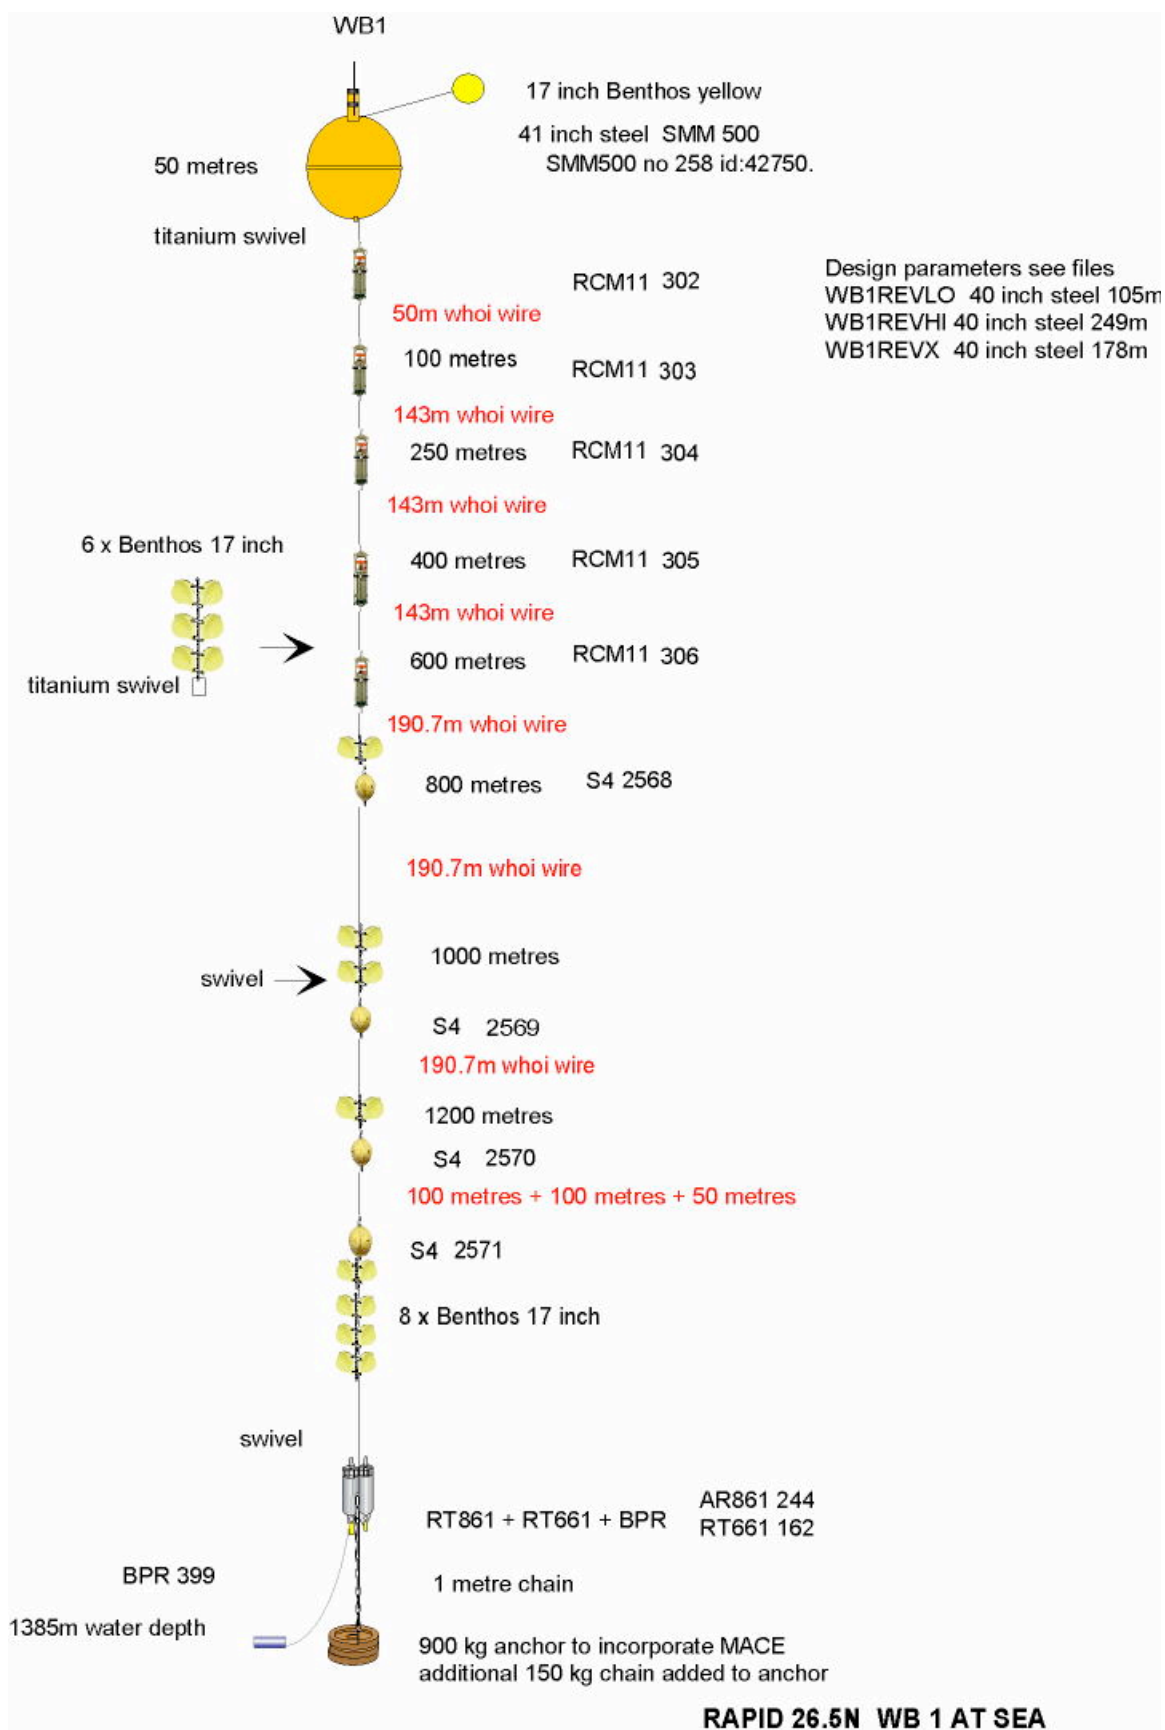 WB1
17 inch Benthos yellow
41 inch steel  SMM 500
SMM500 no 258 id:42750.
50 metres
titanium swivel
RCM11  302
Design parameters see files
WB1REVLO  40 inch steel 105m
WB1REVHI 40 inch steel 249m
WB1REVX  40 inch steel 178m
50m whoi wire
100 metres
RCM11  303
143m whoi wire
250 metres
RCM11  304
143m whoi wire
6 x Benthos 17 inch
400 metres
RCM11  305
143m whoi wire
600 metres
RCM11  306
titanium swivel
190.7m whoi wire
800 metres
S4 2568
190.7m whoi wire
1000 metres
swivel
S4  2569
190.7m whoi wire
1200 metres
S4  2570
100 metres + 100 metres + 50 metres
S4  2571
8 x Benthos 17 inch
swivel
RT861 + RT661 + BPR
AR861 244
RT661 162
BPR 399
1 metre chain
1385m water depth
900 kg anchor to incorporate MACE
additional 150 kg chain added to anchor
RAPID 26.5N  WB 1 AT SEA